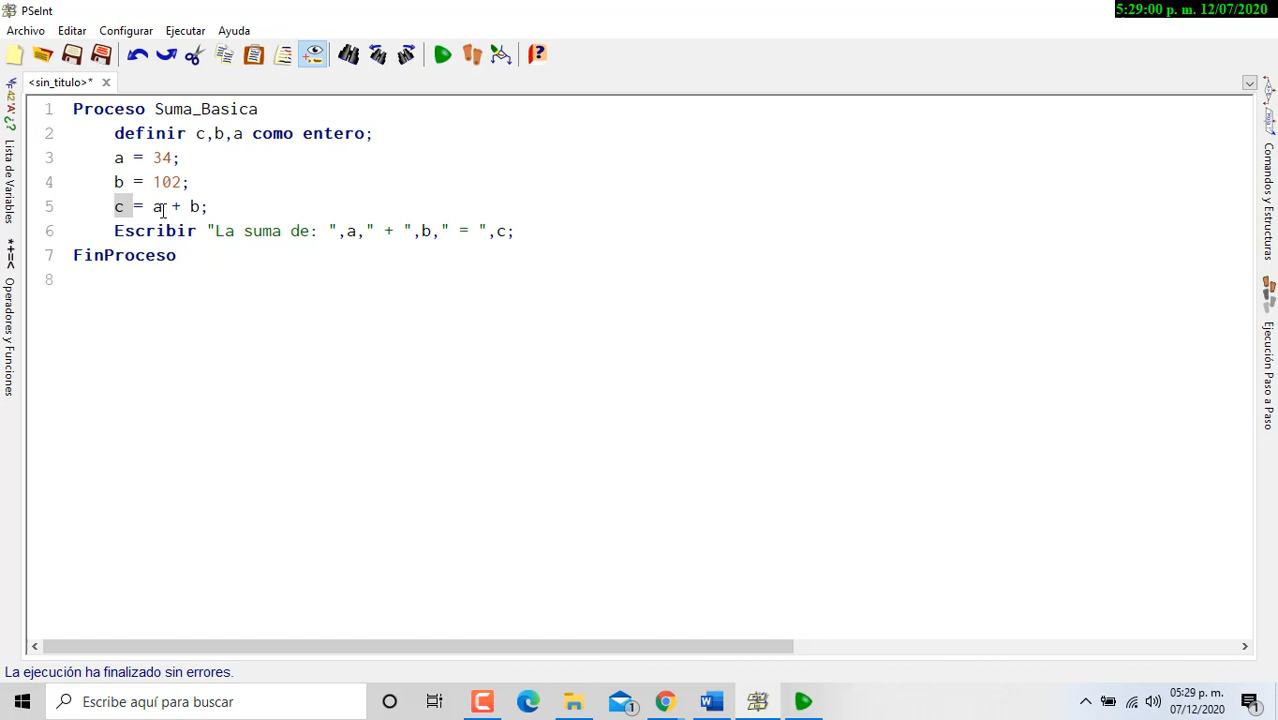 PSeInt
5:29:00 p. m. 12/07/2020
Archivo Editar Configurar Ejecutar Ayuda
<sin_titulo>*
1 Proceso Suma_Basica
2 definir c,b,a como entero;
3 a = 34;
4 b = 102;
5 c = a + b;
6 Escribir "La suma de: ",a," + ",b," = ",c;
7 FinProceso
8
Lista de Variables
Operadores y Funciones
Comandos y Estructuras
Ejecución Paso a Paso
La ejecución ha finalizado sin errores.
Escribe aquí para buscar
05:29 p. m.
07/12/2020